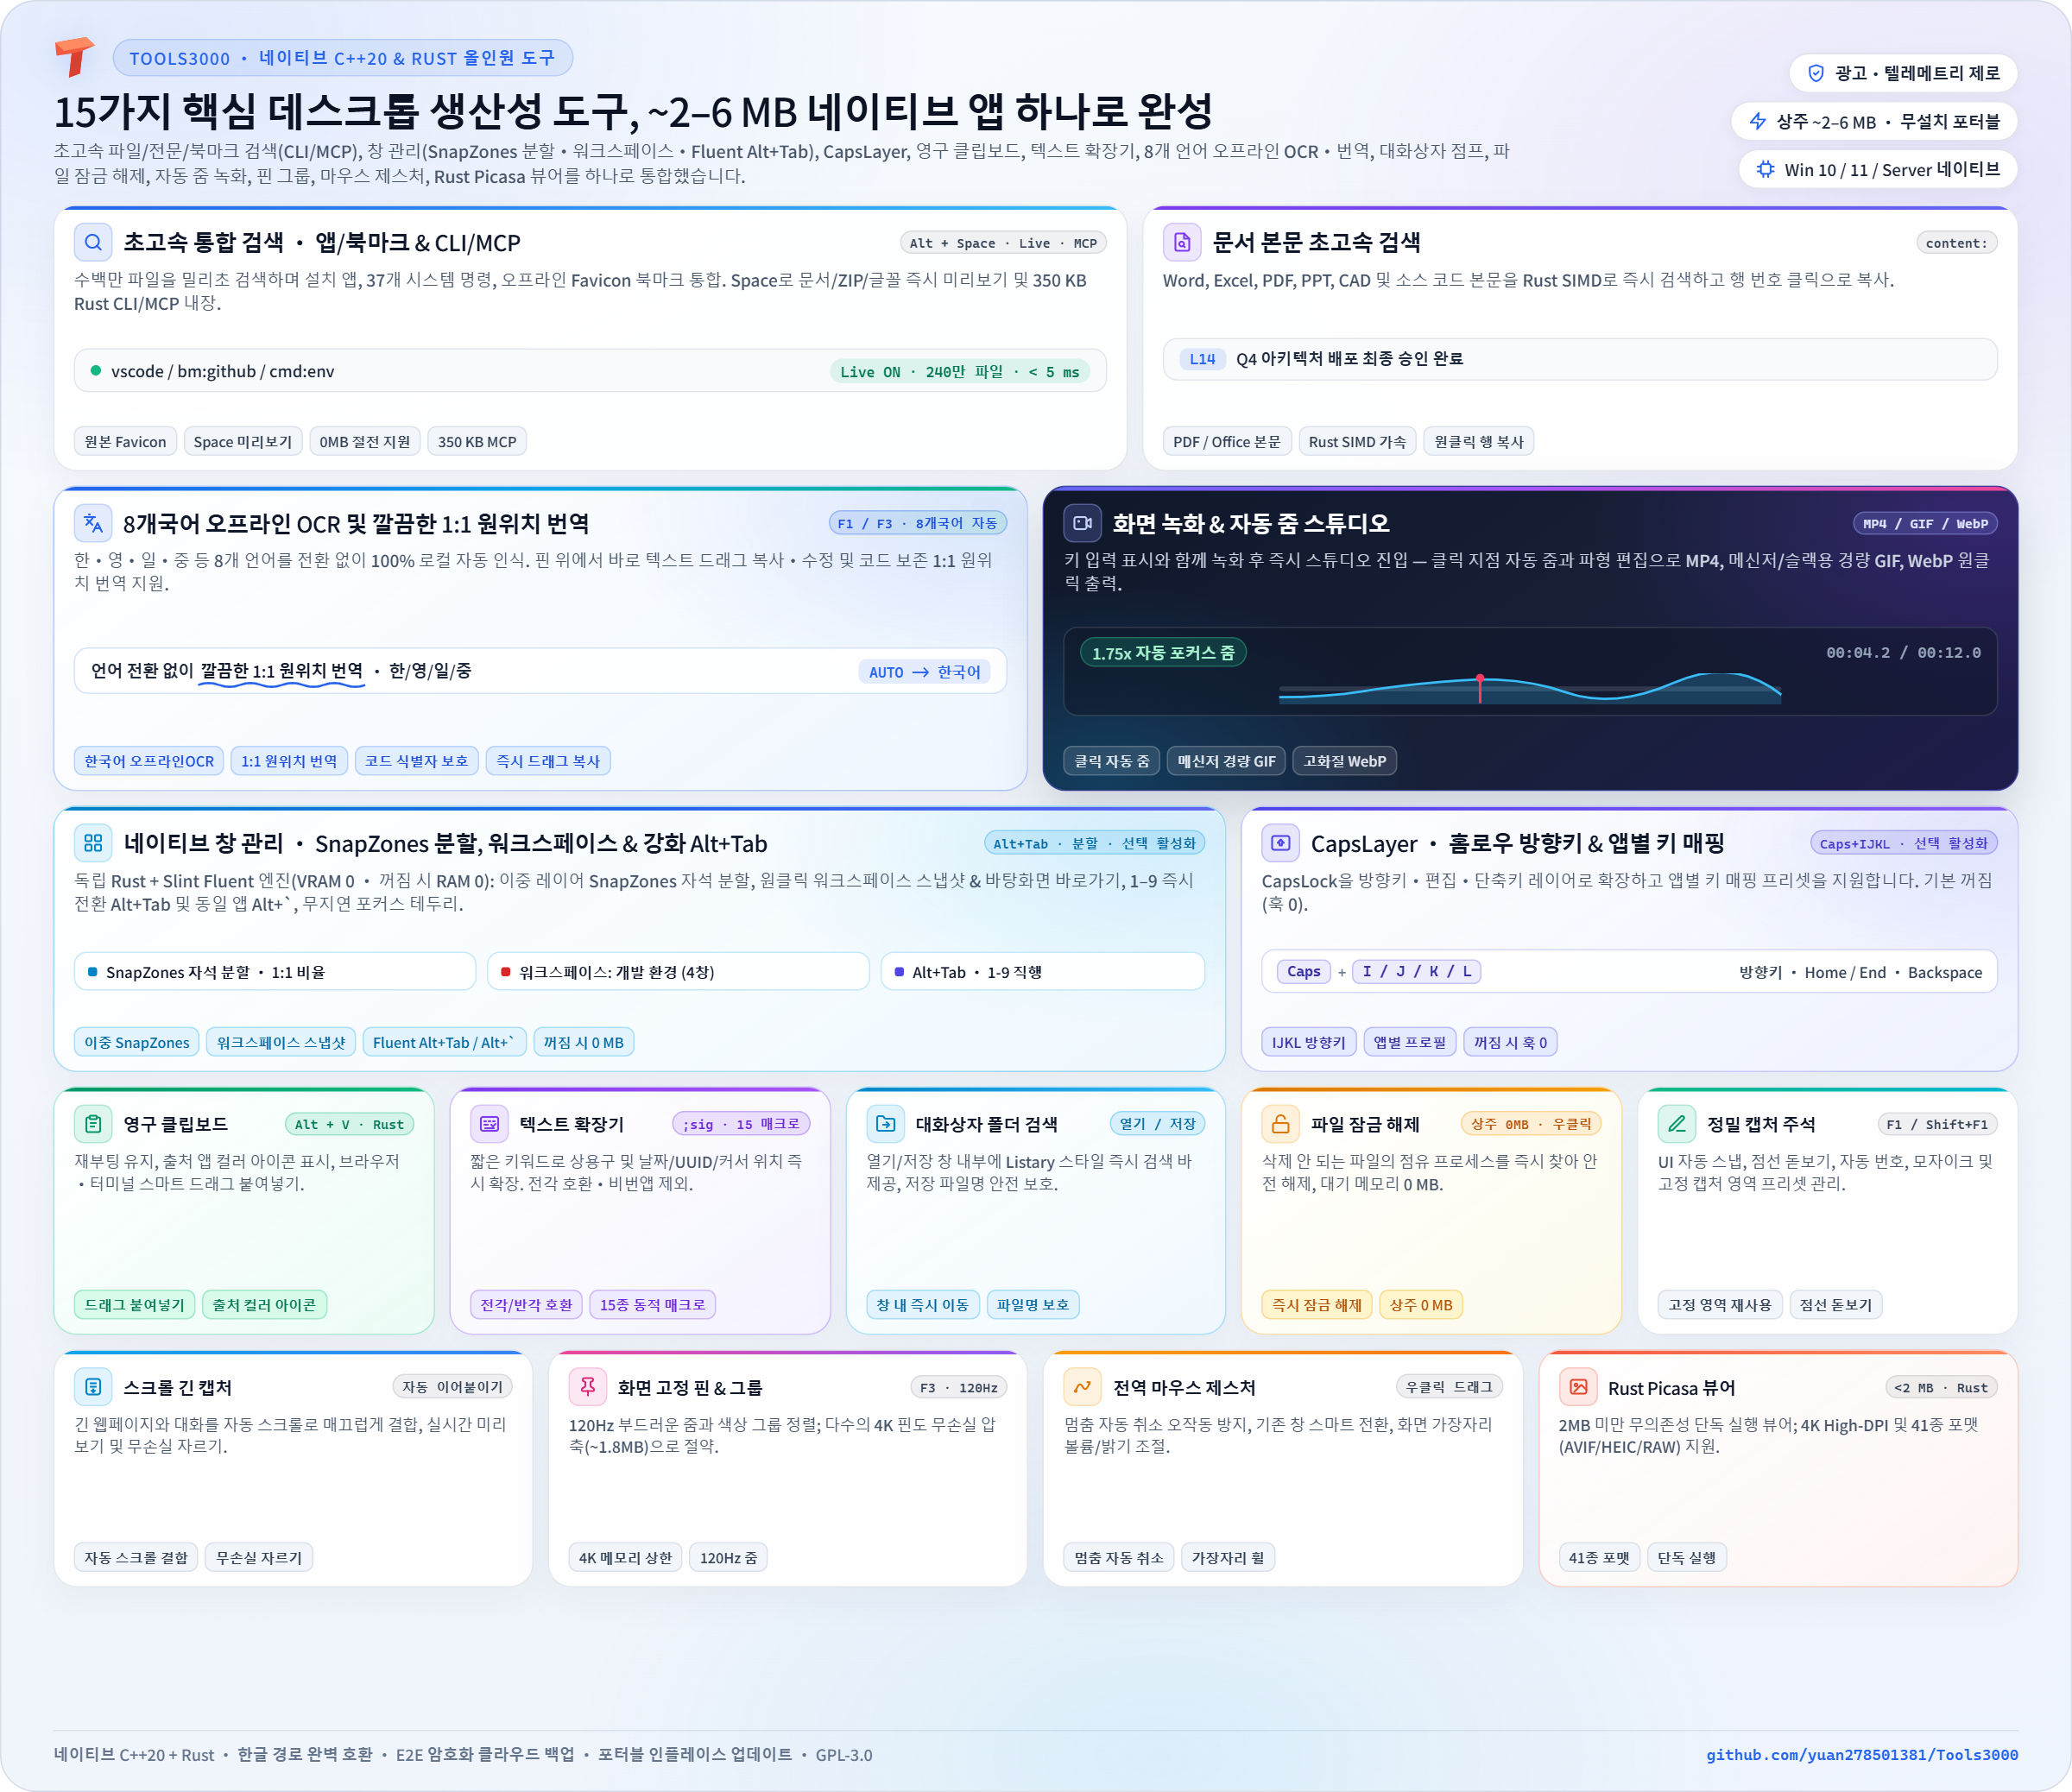 TOOLS3000 • 네이티브 C++20 & RUST 올인원 도구
15가지 핵심 데스크톱 생산성 도구, ~2–6 MB 네이티브 앱 하나로 완성
초고속 파일/전문/북마크 검색(CLI/MCP), 창 관리(SnapZones 분할 • 워크스페이스 • Fluent Alt+Tab), CapsLayer, 영구 클립보드, 텍스트 확장기, 8개 언어 오프라인 OCR • 번역, 대화상자 점프, 파
일 잠금 해제, 자동 줌 녹화, 핀 그룹, 마우스 제스처, Rust Picasa 뷰어를 하나로 통합했습니다.
광고 • 텔레메트리 제로
상주 ~2–6 MB • 무설치 포터블
Win 10 / 11 / Server 네이티브
초고속 통합 검색 • 앱/북마크 & CLI/MCP
Alt + Space · Live · MCP
수백만 파일을 밀리초 검색하며 설치 앱, 37개 시스템 명령, 오프라인 Favicon 북마크 통합. Space로 문서/ZIP/글꼴 즉시 미리보기 및 350 KB
Rust CLI/MCP 내장.
vscode / bm:github / cmd:env
Live ON · 240만 파일 · < 5 ms
원본 Favicon
Space 미리보기
0MB 절전 지원
350 KB MCP
문서 본문 초고속 검색
content:
Word, Excel, PDF, PPT, CAD 및 소스 코드 본문을 Rust SIMD로 즉시 검색하고 행 번호 클릭으로 복사.
L14 Q4 아키텍처 배포 최종 승인 완료
PDF / Office 본문
Rust SIMD 가속
원클릭 행 복사
8개국어 오프라인 OCR 및 깔끔한 1:1 원위치 번역
F1 / F3 · 8개국어 자동
한 • 영 • 일 • 중 등 8개 언어를 전환 없이 100% 로컬 자동 인식. 핀 위에서 바로 텍스트 드래그 복사 • 수정 및 코드 보존 1:1 원위
치 번역 지원.
언어 전환 없이 깔끔한 1:1 원위치 번역 • 한/영/일/중
AUTO → 한국어
한국어 오프라인OCR
1:1 원위치 번역
코드 식별자 보호
즉시 드래그 복사
화면 녹화 & 자동 줌 스튜디오
MP4 / GIF / WebP
키 입력 표시와 함께 녹화 후 즉시 스튜디오 진입 — 클릭 지점 자동 줌과 파형 편집으로 MP4, 메신저/슬랙용 경량 GIF, WebP 원클
릭 출력.
1.75x 자동 포커스 줌
00:04.2 / 00:12.0
클릭 자동 줌
메신저 경량 GIF
고화질 WebP
네이티브 창 관리 • SnapZones 분할, 워크스페이스 & 강화 Alt+Tab
Alt+Tab · 분할 · 선택 활성화
독립 Rust + Slint Fluent 엔진(VRAM 0 • 꺼짐 시 RAM 0): 이중 레이어 SnapZones 자석 분할, 원클릭 워크스페이스 스냅샷 & 바탕화면 바로가기, 1–9 즉시
전환 Alt+Tab 및 동일 앱 Alt+`, 무지연 포커스 테두리.
SnapZones 자석 분할 • 1:1 비율
워크스페이스: 개발 환경 (4창)
Alt+Tab • 1-9 직행
이중 SnapZones
워크스페이스 스냅샷
Fluent Alt+Tab / Alt+`
꺼짐 시 0 MB
CapsLayer • 홈로우 방향키 & 앱별 키 매핑
Caps+IJKL · 선택 활성화
CapsLock을 방향키 • 편집 • 단축키 레이어로 확장하고 앱별 키 매핑 프리셋을 지원합니다. 기본 꺼짐
(훅 0).
Caps + I / J / K / L
방향키 • Home / End • Backspace
IJKL 방향키
앱별 프로필
꺼짐 시 훅 0
영구 클립보드
Alt + V · Rust
재부팅 유지, 출처 앱 컬러 아이콘 표시, 브라우저
• 터미널 스마트 드래그 붙여넣기.
드래그 붙여넣기
출처 컬러 아이콘
텍스트 확장기
;sig · 15 매크로
짧은 키워드로 상용구 및 날짜/UUID/커서 위치 즉
시 확장. 전각 호환 • 비번앱 제외.
전각/반각 호환
15종 동적 매크로
대화상자 폴더 검색
열기 / 저장
열기/저장 창 내부에 Listary 스타일 즉시 검색 바
제공, 저장 파일명 안전 보호.
창 내 즉시 이동
파일명 보호
파일 잠금 해제
상주 0MB · 우클릭
삭제 안 되는 파일의 점유 프로세스를 즉시 찾아 안
전 해제, 대기 메모리 0 MB.
즉시 잠금 해제
상주 0 MB
정밀 캡처 주석
F1 / Shift+F1
UI 자동 스냅, 점선 돋보기, 자동 번호, 모자이크 및
고정 캡처 영역 프리셋 관리.
고정 영역 재사용
점선 돋보기
스크롤 긴 캡처
자동 이어붙이기
긴 웹페이지와 대화를 자동 스크롤로 매끄럽게 결합, 실시간 미리
보기 및 무손실 자르기.
자동 스크롤 결합
무손실 자르기
화면 고정 핀 & 그룹
F3 · 120Hz
120Hz 부드러운 줌과 색상 그룹 정렬; 다수의 4K 핀도 무손실 압
축(~1.8MB)으로 절약.
4K 메모리 상한
120Hz 줌
전역 마우스 제스처
우클릭 드래그
멈춤 자동 취소 오작동 방지, 기존 창 스마트 전환, 화면 가장자리
볼륨/밝기 조절.
멈춤 자동 취소
가장자리 휠
Rust Picasa 뷰어
<2 MB · Rust
2MB 미만 무의존성 단독 실행 뷰어; 4K High-DPI 및 41종 포맷
(AVIF/HEIC/RAW) 지원.
41종 포맷
단독 실행
네이티브 C++20 + Rust • 한글 경로 완벽 호환 • E2E 암호화 클라우드 백업 • 포터블 인플레이스 업데이트 • GPL-3.0
github.com/yuan278501381/Tools3000